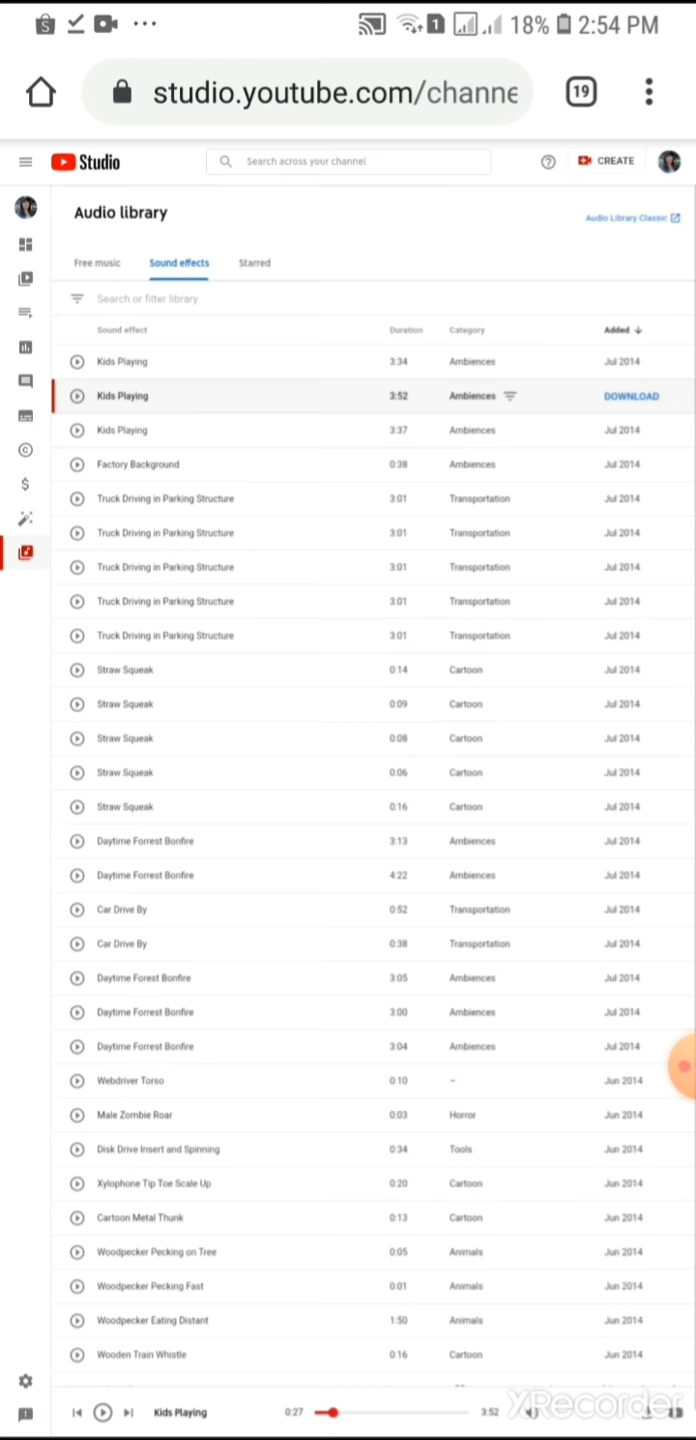 18% 2:54 PM
studio.youtube.com/channe 19
Studio Search across your channel CREATE
Audio library
Audio Library Classic
Free music Sound effects Starred
Search or filter library
Sound effect Duration Category Added
Kids Playing 3:34 Ambiences Jul 2014
Kids Playing 3:52 Ambiences DOWNLOAD
Kids Playing 3:37 Ambiences Jul 2014
Factory Background 0:38 Ambiences Jul 2014
Truck Driving in Parking Structure 3:01 Transportation Jul 2014
Truck Driving in Parking Structure 3:01 Transportation Jul 2014
Truck Driving in Parking Structure 3:01 Transportation Jul 2014
Truck Driving in Parking Structure 3:01 Transportation Jul 2014
Truck Driving in Parking Structure 3:01 Transportation Jul 2014
Straw Squeak 0:14 Cartoon Jul 2014
Straw Squeak 0:09 Cartoon Jul 2014
Straw Squeak 0:08 Cartoon Jul 2014
Straw Squeak 0:06 Cartoon Jul 2014
Straw Squeak 0:16 Cartoon Jul 2014
Daytime Forrest Bonfire 3:13 Ambiences Jul 2014
Daytime Forrest Bonfire 4:22 Ambiences Jul 2014
Car Drive By 0:52 Transportation Jul 2014
Car Drive By 0:38 Transportation Jul 2014
Daytime Forest Bonfire 3:05 Ambiences Jul 2014
Daytime Forrest Bonfire 3:00 Ambiences Jul 2014
Daytime Forrest Bonfire 3:04 Ambiences Jul 2014
Webdriver Torso 0:10 – Jun 2014
Male Zombie Roar 0:03 Horror Jun 2014
Disk Drive Insert and Spinning 0:34 Tools Jun 2014
Xylophone Tip Toe Scale Up 0:20 Cartoon Jun 2014
Cartoon Metal Thunk 0:13 Cartoon Jun 2014
Woodpecker Pecking on Tree 0:05 Animals Jun 2014
Woodpecker Pecking Fast 0:01 Animals Jun 2014
Woodpecker Eating Distant 1:50 Animals Jun 2014
Wooden Train Whistle 0:16 Cartoon Jun 2014
Kids Playing 0:27 3:52 XRecorder